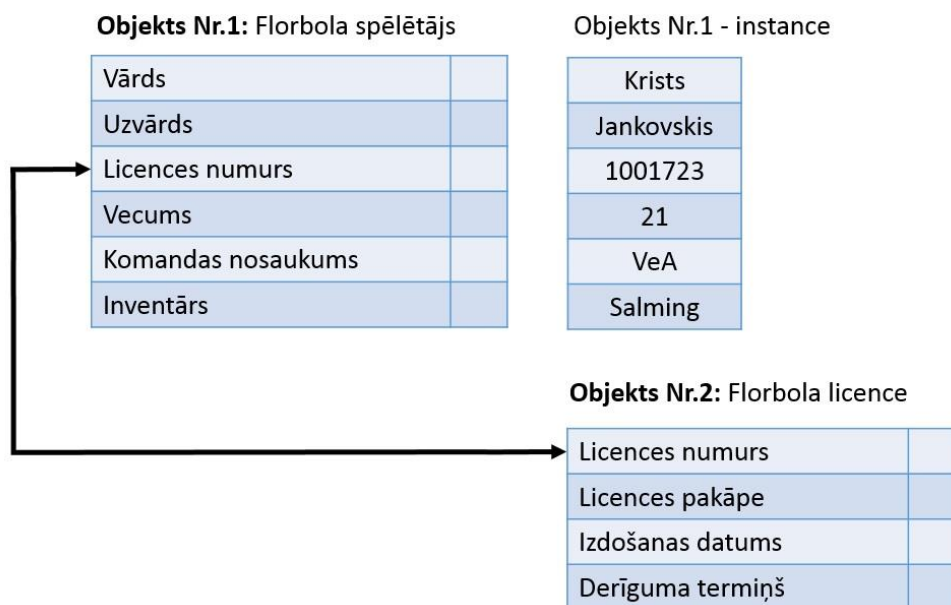 Objekts Nr.1: Florbola spēlētājs
Vārds
Uzvārds
Licences numurs
Vecums
Komandas nosaukums
Inventārs
Objekts Nr.1 - instance
Krists
Jankovskis
1001723
21
VeA
Salming
Objekts Nr.2: Florbola licence
Licences numurs
Licences pakāpe
Izdošanas datums
Derīguma termiņš